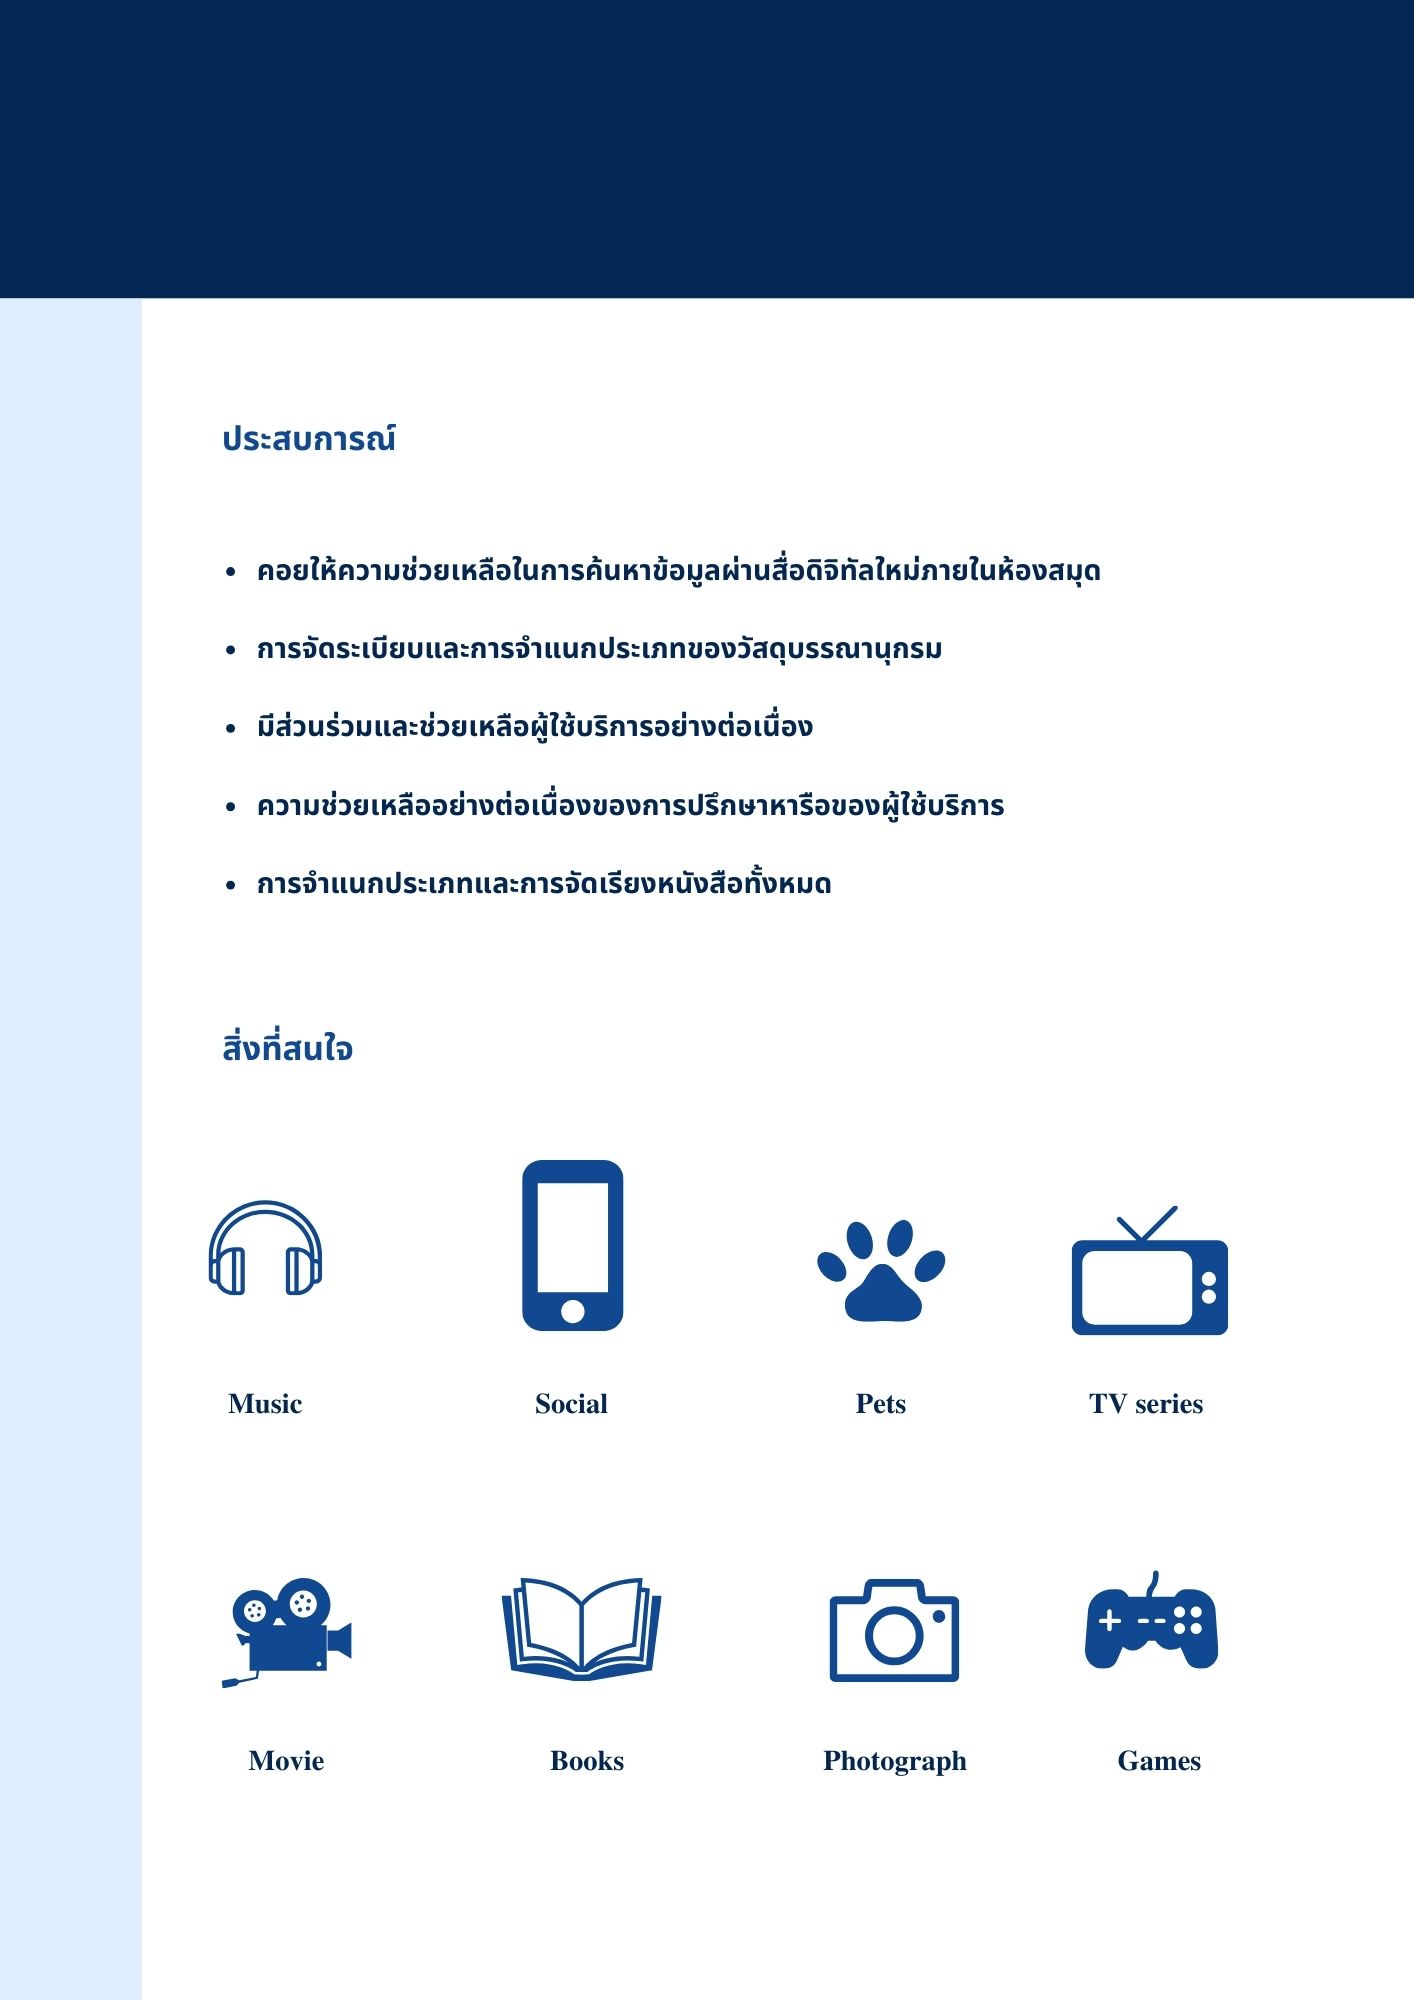 ประสบการณ์
• คอยให้ความช่วยเหลือในการค้นหาข้อมูลผ่านสื่อดิจิทัลใหม่ภายในห้องสมุด
• การจัดระเบียบและการจำแนกประเภทของวัสดุบรรณานุกรม
• มีส่วนร่วมและช่วยเหลือผู้ใช้บริการอย่างต่อเนื่อง
• ความช่วยเหลืออย่างต่อเนื่องของการปรึกษาหารือของผู้ใช้บริการ
• การจำแนกประเภทและการจัดเรียงหนังสือทั้งหมด
สิ่งที่สนใจ
Music Social Pets TV series
Movie Books Photograph Games